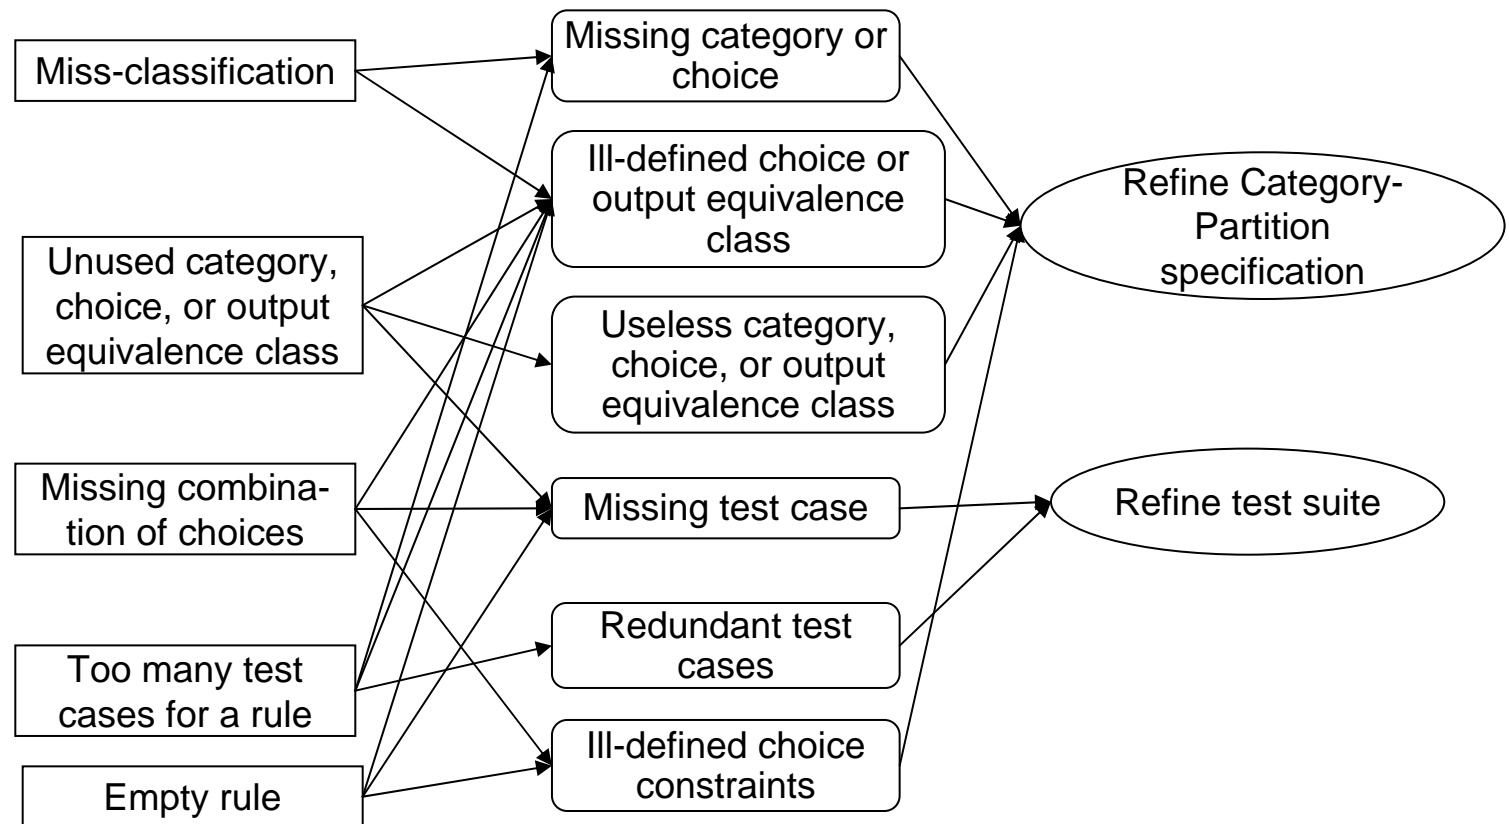 Miss-classification
Unused category,
choice, or output
equivalence class
Missing combina-
tion of choices
Too many test
cases for a rule
Empty rule
Missing category or
choice
Ill-defined choice or
output equivalence
class
Useless category,
choice, or output
equivalence class
Missing test case
Redundant test
cases
Ill-defined choice
constraints
Refine Category-
Partition
specification
Refine test suite